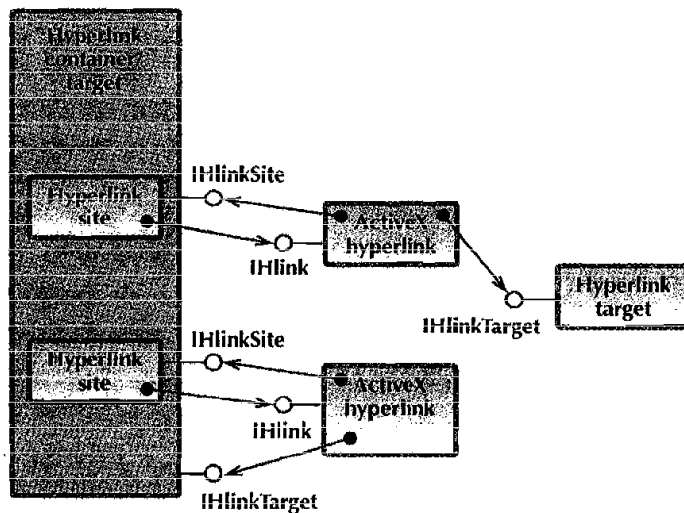 Hyperlink
container/
target
IHlinkSite
Hyperlink
site
ActiveX
hyperlink
IHlink
Hyperlink
target
IHlinkTarget
IHlinkSite
Hyperlink
site
ActiveX
hyperlink
IHlink
IHlinkTarget